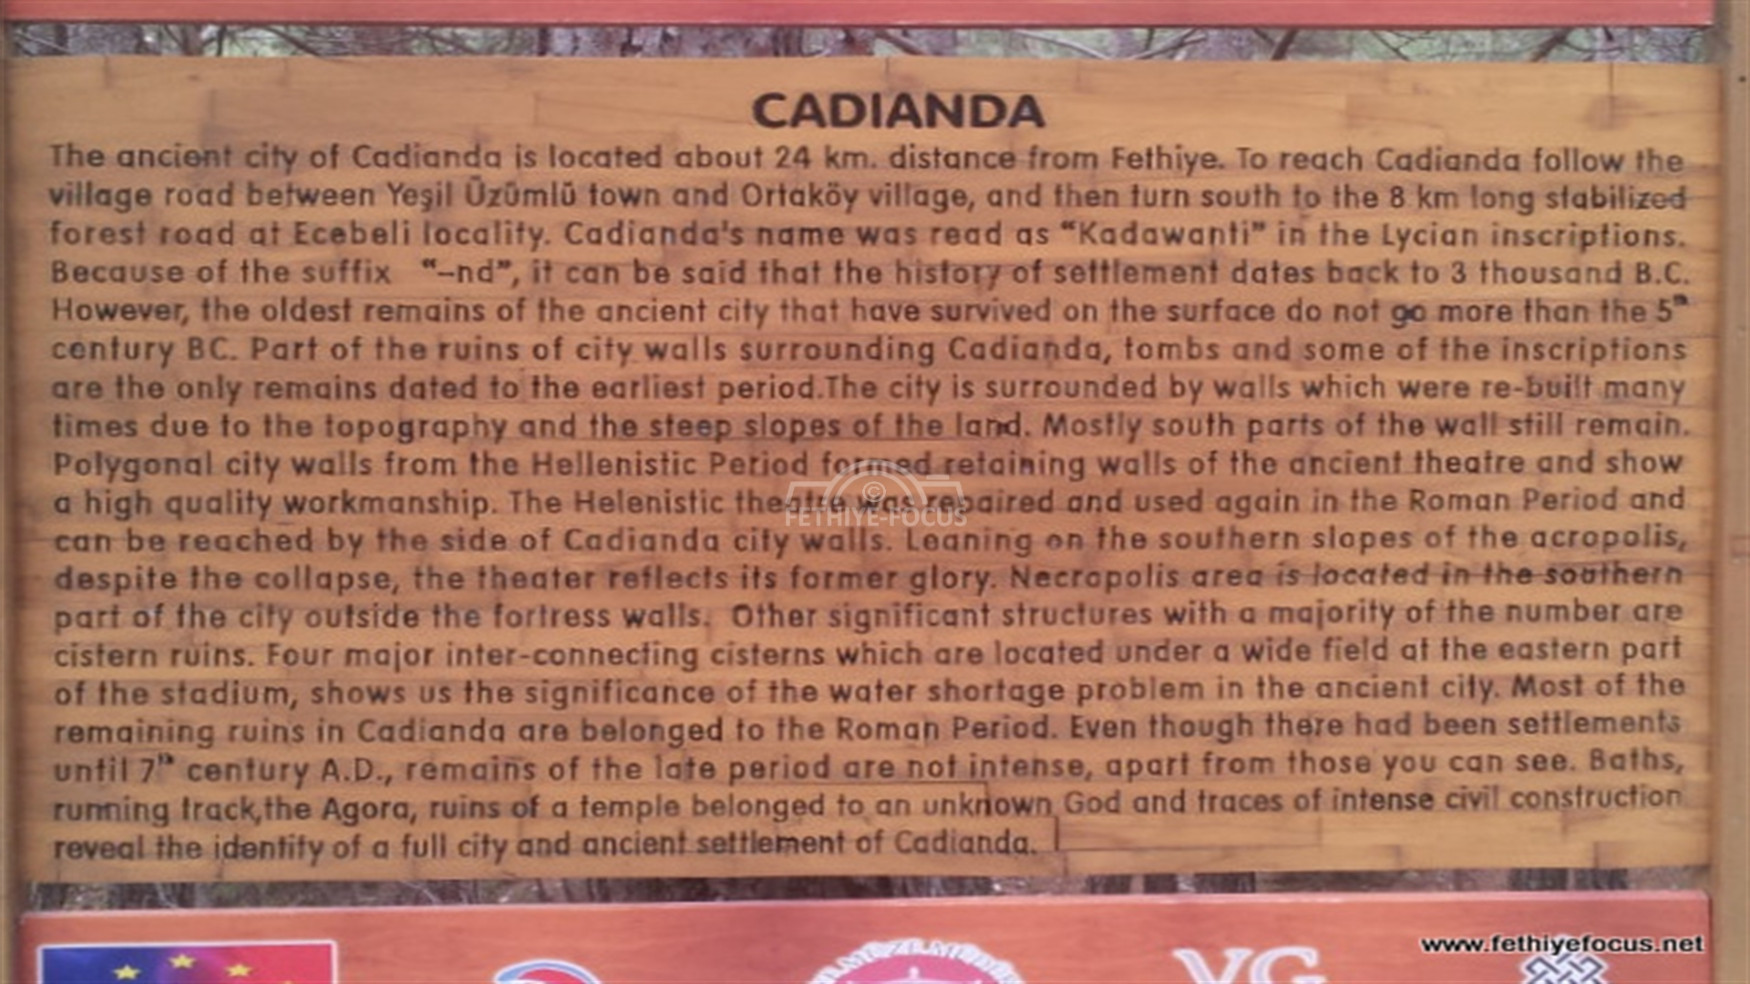 CADIANDA
The ancient city of Cadianda is located about 24 km. distance from Fethiye. To reach Cadianda follow the
village road between Yeşil Üzümlü town and Ortaköy village, and then turn south to the 8 km long stabilized
forest road at Ecebeli locality. Cadianda's name was read as “Kadawanti” in the Lycian inscriptions.
Because of the suffix “–nd”, it can be said that the history of settlement dates back to 3 thousand B.C.
However, the oldest remains of the ancient city that have survived on the surface do not go more than the 5th
century BC. Part of the ruins of city walls surrounding Cadianda, tombs and some of the inscriptions
are the only remains dated to the earliest period.The city is surrounded by walls which were re-built many
times due to the topography and the steep slopes of the land. Mostly south parts of the wall still remain.
Polygonal city walls from the Hellenistic Period formed retaining walls of the ancient theatre and show
a high quality workmanship. The Helenistic theatre was repaired and used again in the Roman Period and
can be reached by the side of Cadianda city walls. Leaning on the southern slopes of the acropolis,
despite the collapse, the theater reflects its former glory. Necropolis area is located in the southern
part of the city outside the fortress walls. Other significant structures with a majority of the number are
cistern ruins. Four major inter-connecting cisterns which are located under a wide field at the eastern part
of the stadium, shows us the significance of the water shortage problem in the ancient city. Most of the
remaining ruins in Cadianda are belonged to the Roman Period. Even though there had been settlements
until 7th century A.D., remains of the late period are not intense, apart from those you can see. Baths,
running track,the Agora, ruins of a temple belonged to an unknown God and traces of intense civil construction
reveal the identity of a full city and ancient settlement of Cadianda.
©
FETHIYE-FOCUS
VG
www.fethiyefocus.net